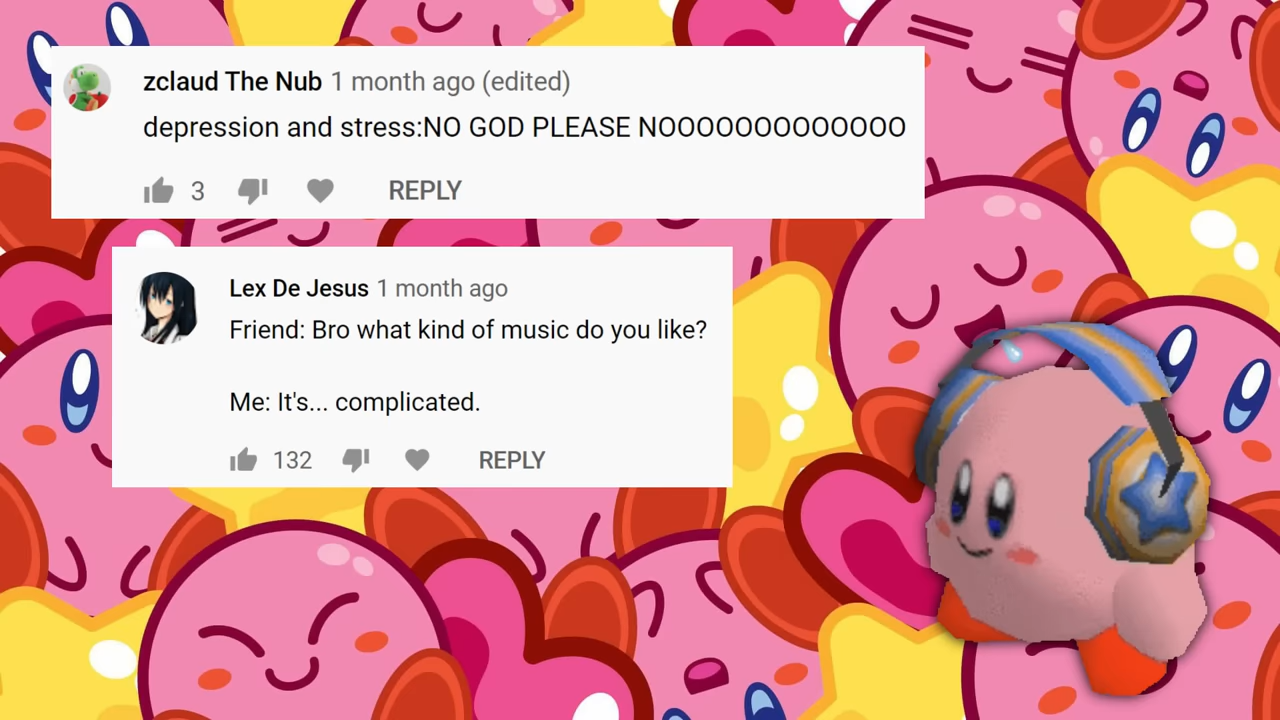 zclaud The Nub 1 month ago (edited)
depression and stress:NO GOD PLEASE NOOOOOOOOOOOOO
3 REPLY
Lex De Jesus 1 month ago
Friend: Bro what kind of music do you like?
Me: It's... complicated.
132 REPLY